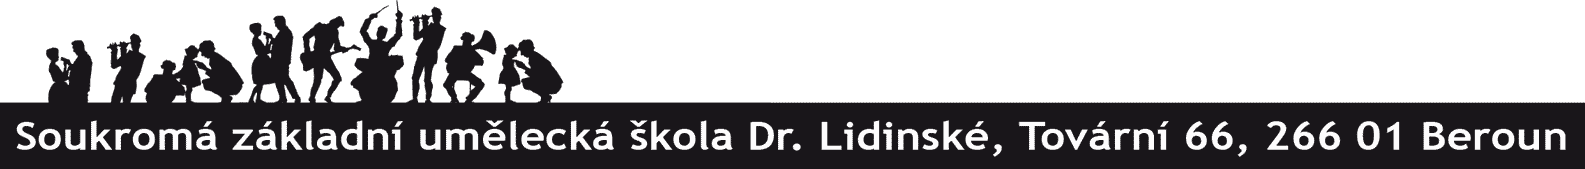 Soukromá základní umělecká škola Dr. Lidinské, Tovární 66, 266 01 Beroun